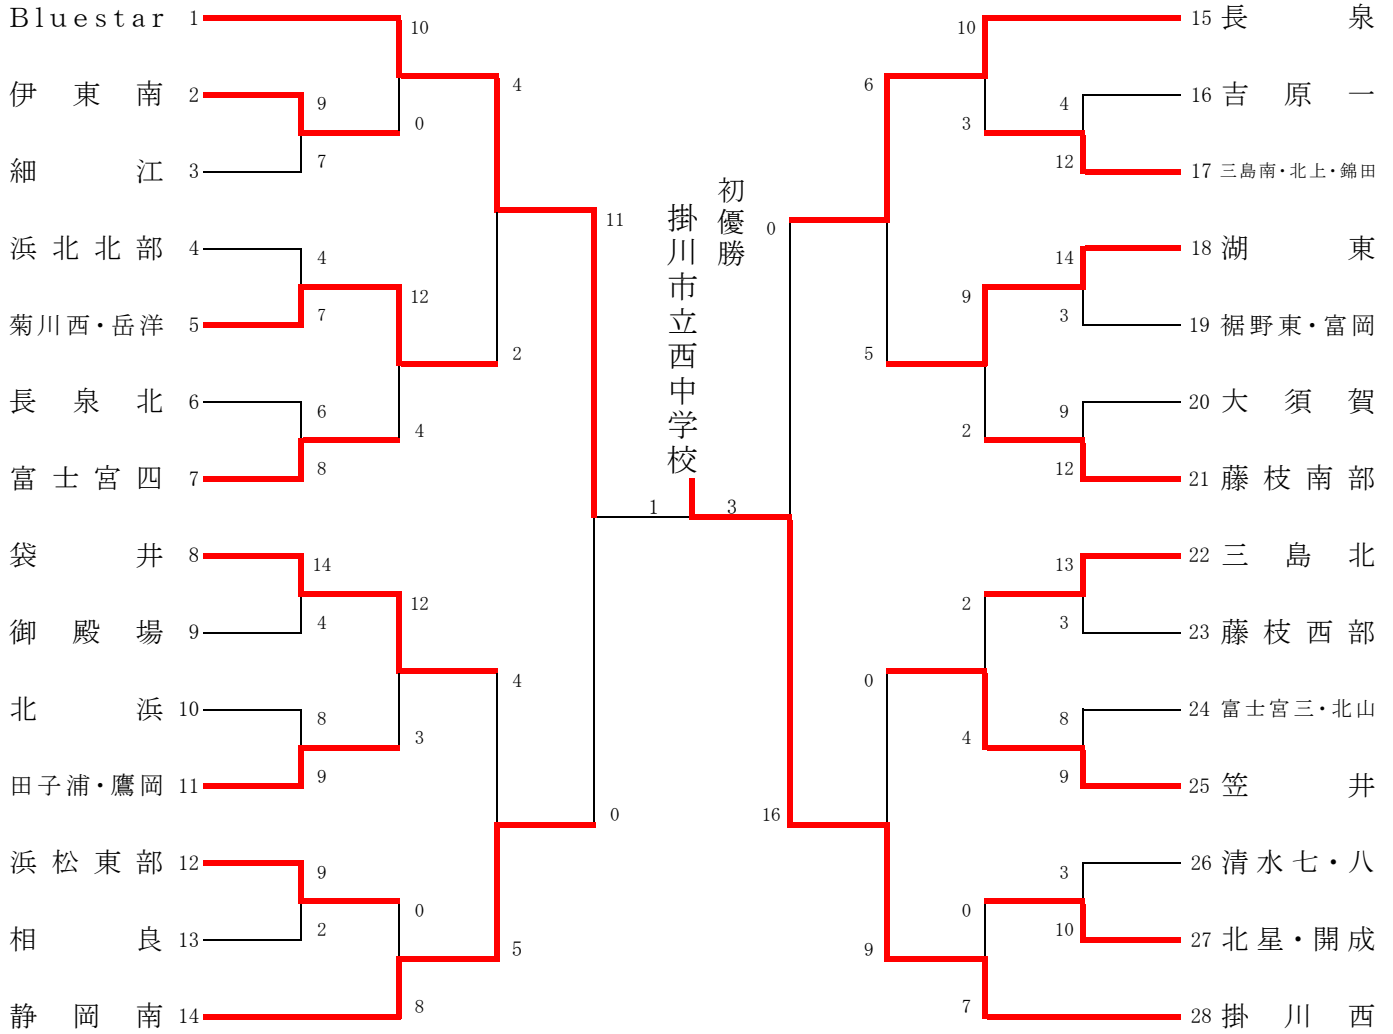 Bluestar 1
伊東南 2
細江 3
浜北北部 4
菊川西・岳洋 5
長泉北 6
富士宮四 7
袋井 8
御殿場 9
北浜 10
田子浦・鷹岡 11
浜松東部 12
相良 13
静岡南 14
9
7
4
7
6
8
14
4
8
9
9
2
10
0
12
4
12
3
0
8
4
2
4
5
11
0
1
掛川市立西中学校
初優勝
3
0
16
6
5
0
9
10
3
9
2
2
4
0
7
4
12
14
3
9
12
13
3
8
9
3
10
15 長泉
16 吉原一
17 三島南・北上・錦田
18 湖東
19 裾野東・富岡
20 大須賀
21 藤枝南部
22 三島北
23 藤枝西部
24 富士宮三・北山
25 笠井
26 清水七・八
27 北星・開成
28 掛川西